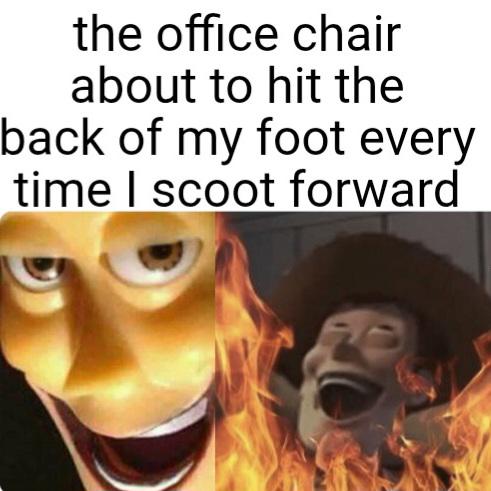 the office chair
about to hit the
back of my foot every
time I scoot forward